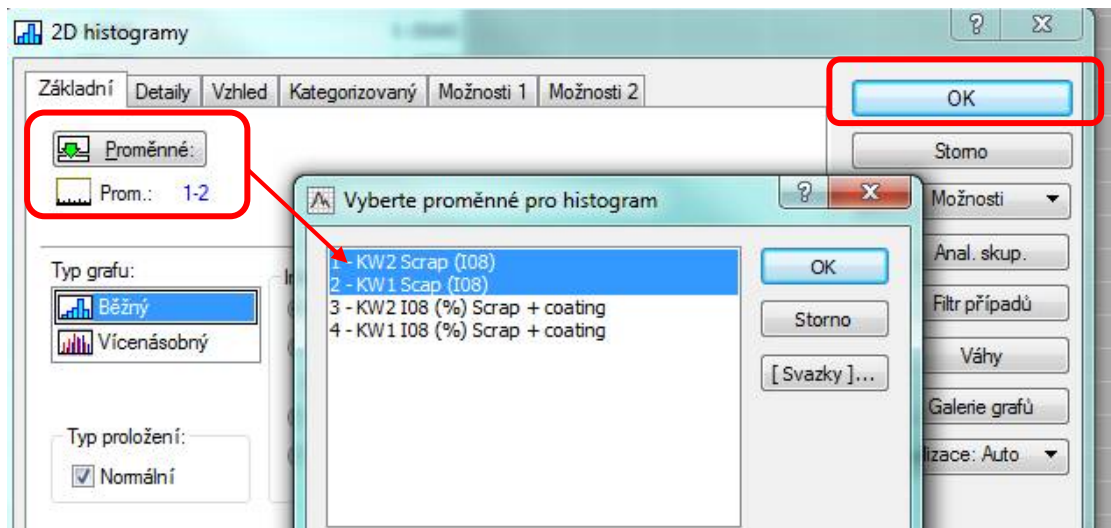 2D histogramy
Základní Detaily Vzhled Kategorizovaný Možnosti 1 Možnosti 2
Proměnné:
Prom.: 1-2
Typ grafu:
Běžný
Vícenásobný
Typ proložení:
Normální
OK
Storno
Možnosti
Anal. skup.
Filtr případů
Váhy
Galerie grafů
lizace: Auto
Vyberte proměnné pro histogram
1 - KW2 Scrap (I08)
2 - KW1 Scap (I08)
3 - KW2 I08 (%) Scrap + coating
4 - KW1 I08 (%) Scrap + coating
OK
Storno
[ Svazky ]...